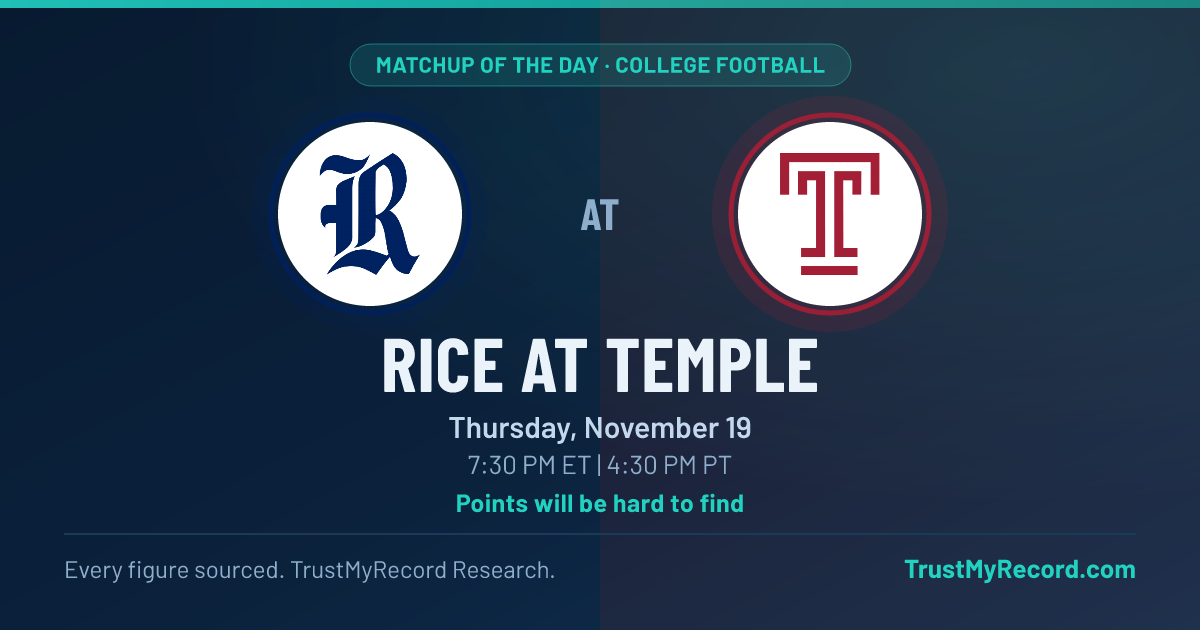 MATCHUP OF THE DAY · COLLEGE FOOTBALL
R
AT
T
RICE AT TEMPLE
Thursday, November 19
7:30 PM ET | 4:30 PM PT
Points will be hard to find
Every figure sourced. TrustMyRecord Research.
TrustMyRecord.com